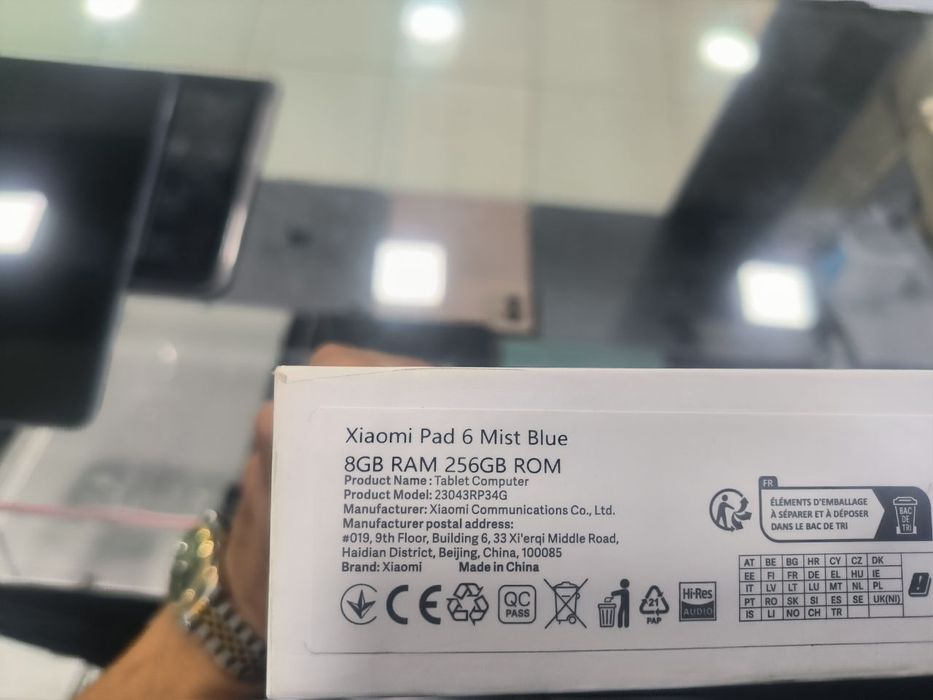 Xiaomi Pad 6 Mist Blue
8GB RAM 256GB ROM
Product Name : Tablet Computer
Product Model: 23043RP34G
Manufacturer: Xiaomi Communications Co., Ltd.
Manufacturer postal address:
#019, 9th Floor, Building 6, 33 Xi'erqi Middle Road,
Haidian District, Beijing, China, 100085
Brand: Xiaomi Made in China
CE
QC
PASS
21
PAP
Hi-Res
AUDIO
FR
ÉLÉMENTS D'EMBALLAGE
À SÉPARER ET À DÉPOSER
DANS LE BAC DE TRI
BAC
DE
TRI
AT BE BG HR CY CZ DK
EE FI FR DE EL HU IE
IT LV LT LU MT NL PL
PT RO SK SI ES SE UK(NI)
IS LI NO CH TR